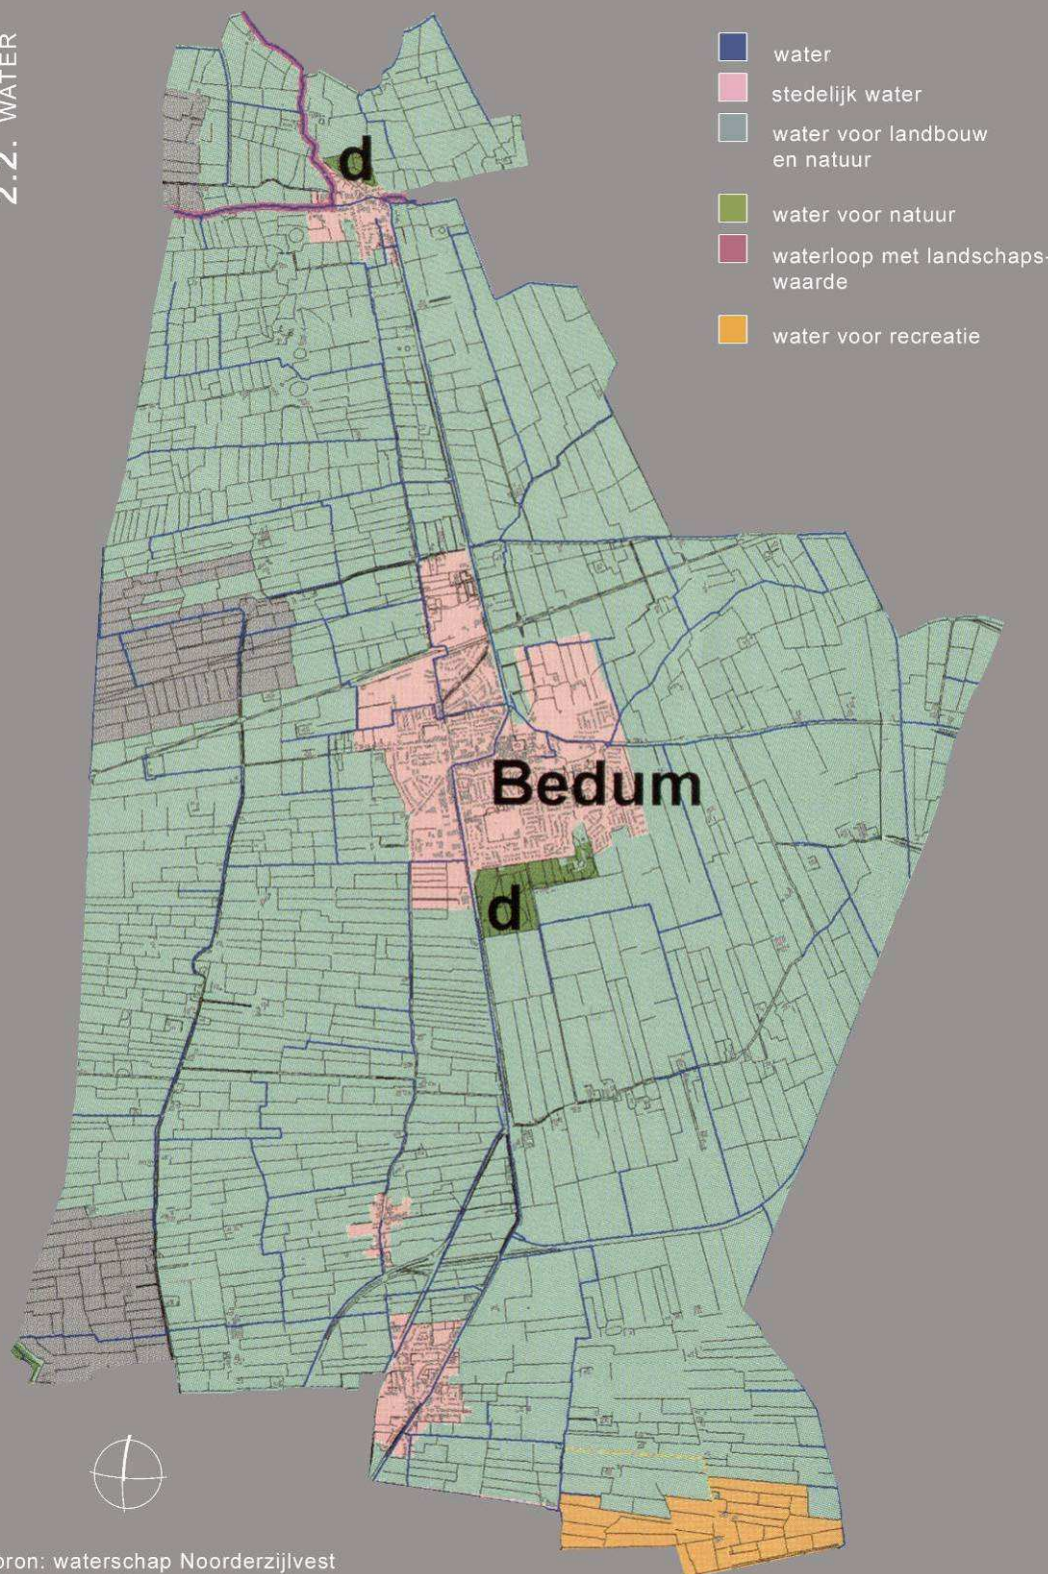 2.2. WATER
water
stedelijk water
water voor landbouw
en natuur
water voor natuur
waterloop met landschaps-
waarde
water voor recreatie
d
Bedum
d
bron: waterschap Noorderzijlvest